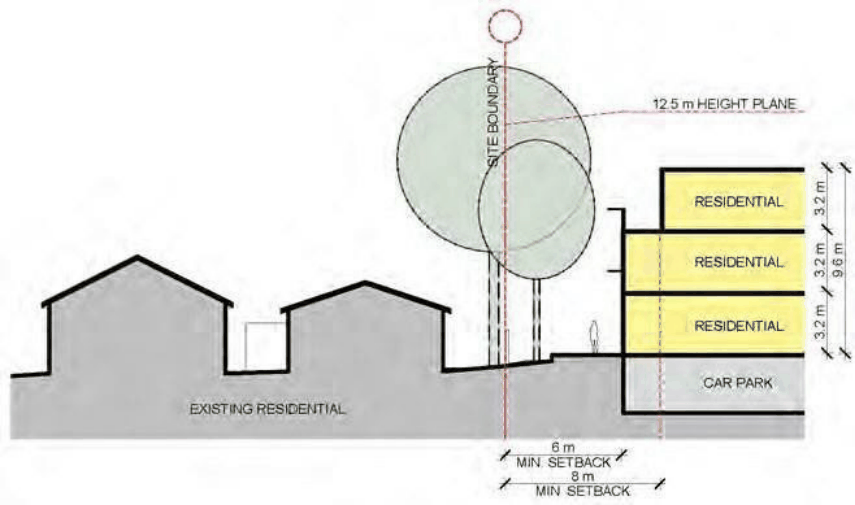 SITE BOUNDARY
12.5 m HEIGHT PLANE
RESIDENTIAL
3.2 m
RESIDENTIAL
3.2 m
9.6 m
RESIDENTIAL
3.2 m
CAR PARK
EXISTING RESIDENTIAL
6 m
MIN. SETBACK
8 m
MIN. SETBACK